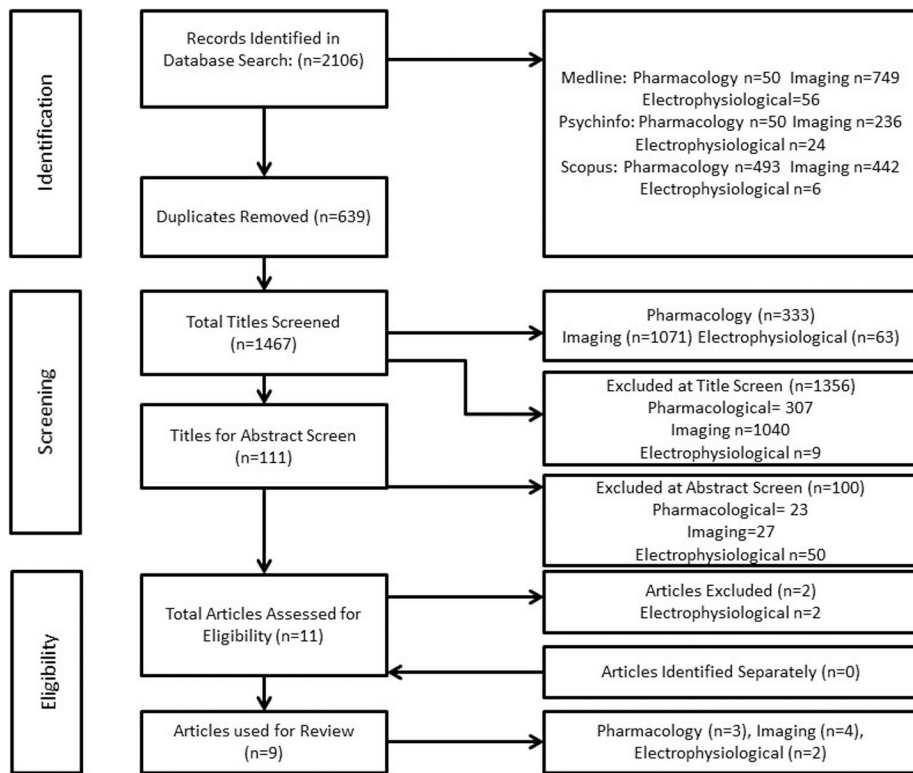 Identification
Records Identified in
Database Search: (n=2106)
Medline: Pharmacology n=50  Imaging n=749
Electrophysiological=56
Psychinfo: Pharmacology n=50 Imaging n=236
Electrophysiological n=24
Scopus: Pharmacology n=493  Imaging n=442
Electrophysiological n=6
Duplicates Removed (n=639)
Screening
Total Titles Screened
(n=1467)
Pharmacology (n=333)
Imaging (n=1071) Electrophysiological (n=63)
Excluded at Title Screen (n=1356)
Pharmacological= 307
Imaging n=1040
Electrophysiological n=9
Titles for Abstract Screen
(n=111)
Excluded at Abstract Screen (n=100)
Pharmacological= 23
Imaging=27
Electrophysiological n=50
Eligibility
Total Articles Assessed for
Eligibility (n=11)
Articles Excluded (n=2)
Electrophysiological n=2
Articles Identified Separately (n=0)
Articles used for Review
(n=9)
Pharmacology (n=3), Imaging (n=4),
Electrophysiological (n=2)